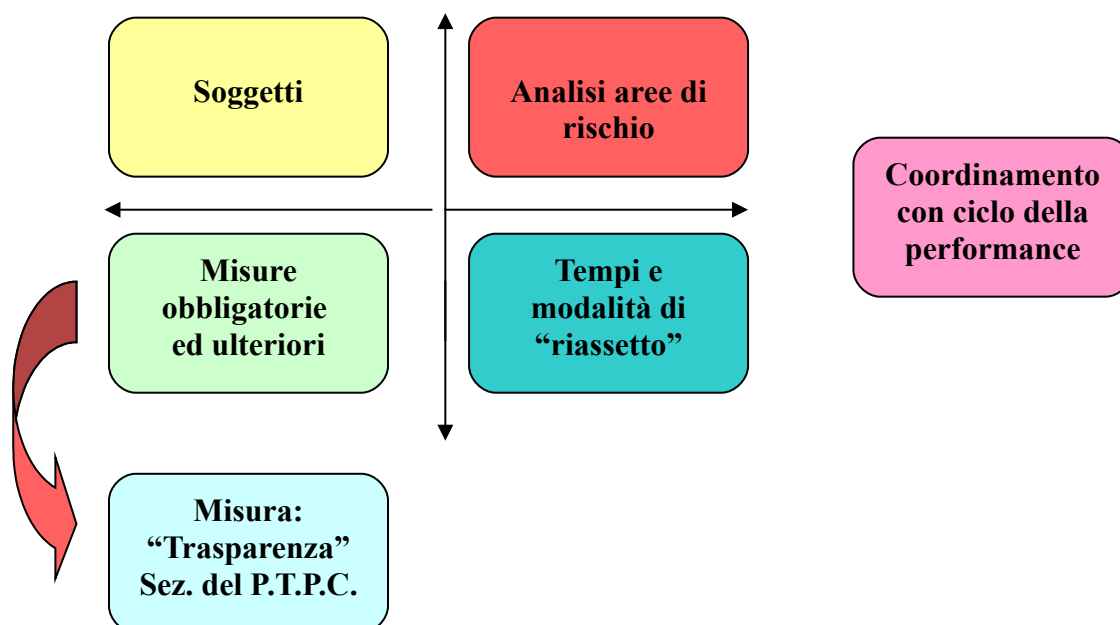 Soggetti
Analisi aree di
rischio
Coordinamento
con ciclo della
performance
Misure
obbligatorie
ed ulteriori
Tempi e
modalità di
“riassetto”
Misura:
“Trasparenza”
Sez. del P.T.P.C.